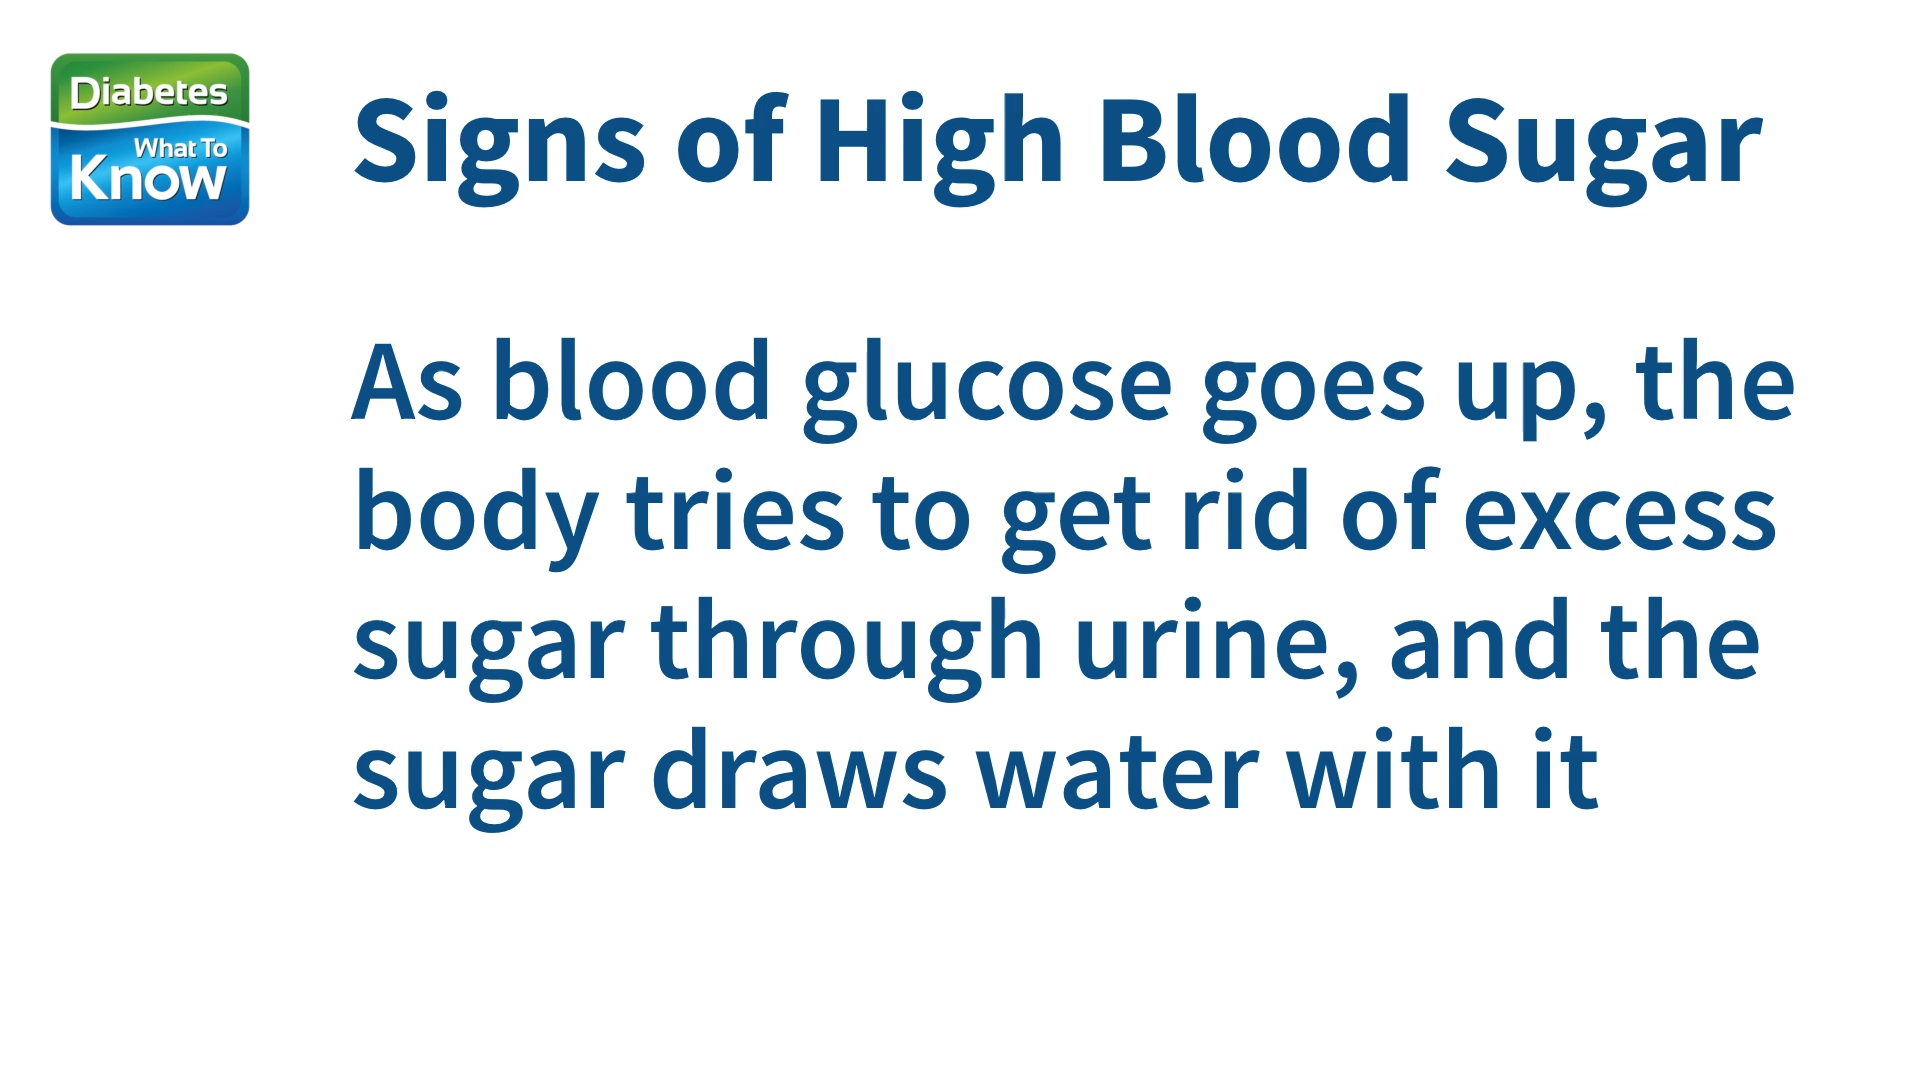 Diabetes
What To
Know
Signs of High Blood Sugar
As blood glucose goes up, the
body tries to get rid of excess
sugar through urine, and the
sugar draws water with it